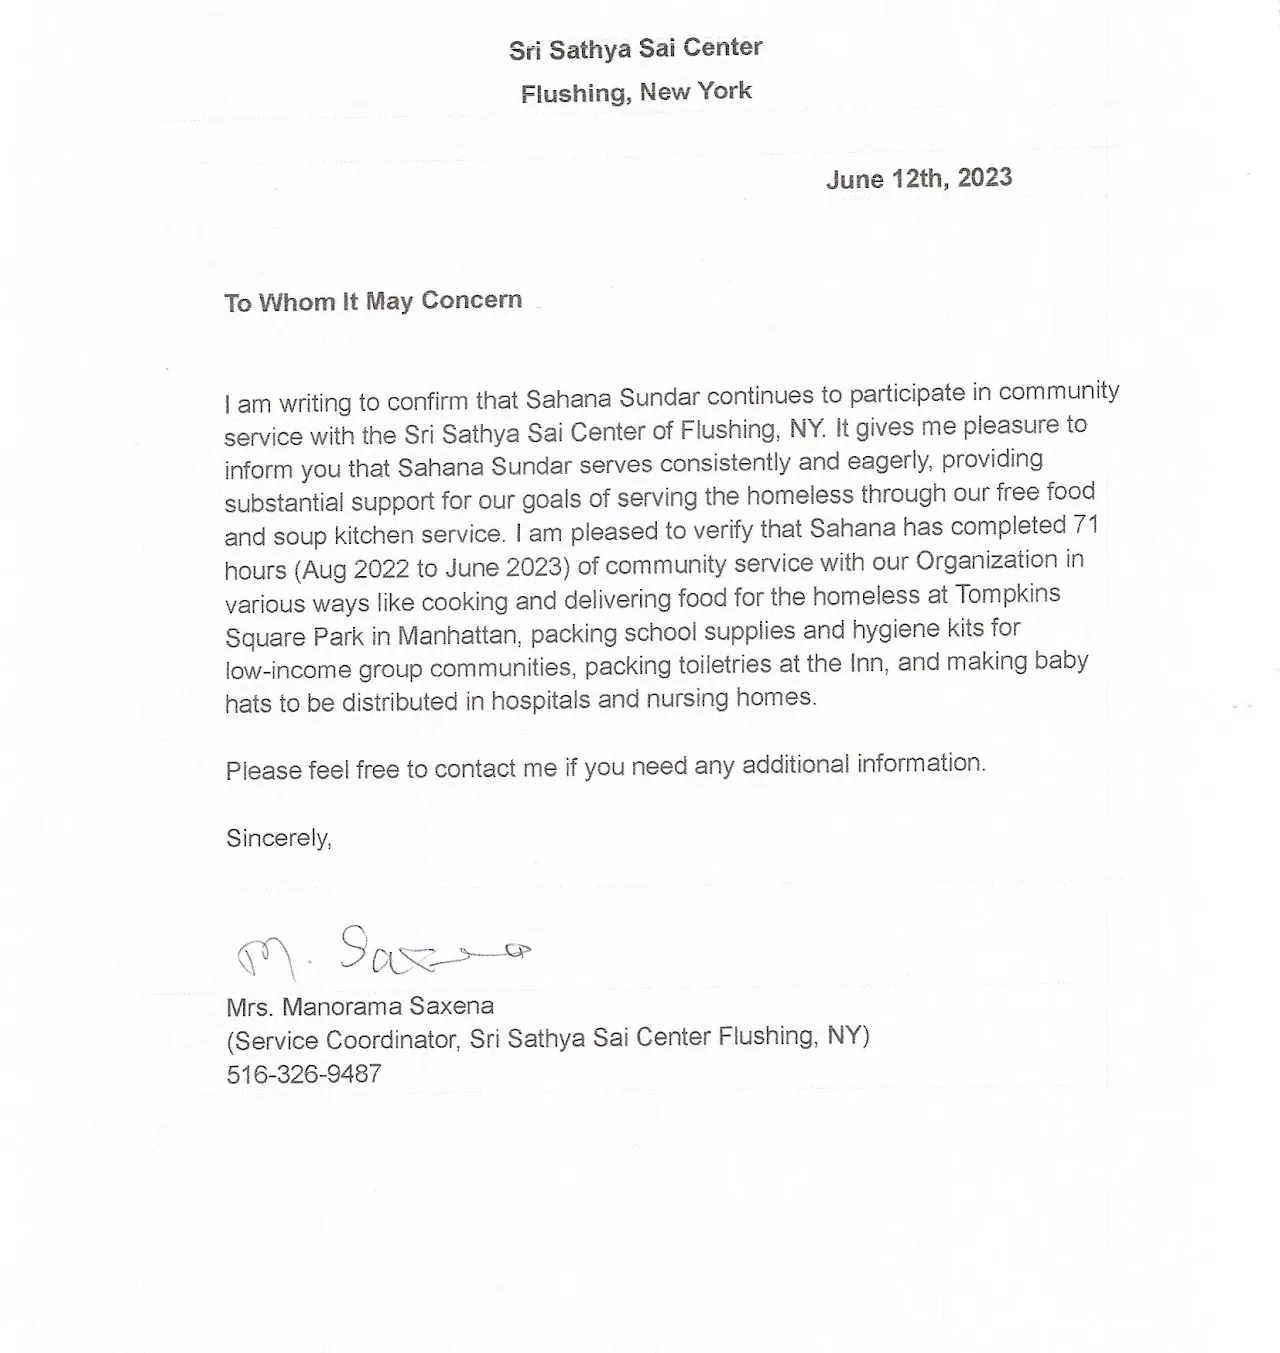 Sri Sathya Sai Center
Flushing, New York
June 12th, 2023
To Whom It May Concern
I am writing to confirm that Sahana Sundar continues to participate in community
service with the Sri Sathya Sai Center of Flushing, NY. It gives me pleasure to
inform you that Sahana Sundar serves consistently and eagerly, providing
substantial support for our goals of serving the homeless through our free food
and soup kitchen service. I am pleased to verify that Sahana has completed 71
hours (Aug 2022 to June 2023) of community service with our Organization in
various ways like cooking and delivering food for the homeless at Tompkins
Square Park in Manhattan, packing school supplies and hygiene kits for
low-income group communities, packing toiletries at the Inn, and making baby
hats to be distributed in hospitals and nursing homes.
Please feel free to contact me if you need any additional information.
Sincerely,
M. Saxena
Mrs. Manorama Saxena
(Service Coordinator, Sri Sathya Sai Center Flushing, NY)
516-326-9487